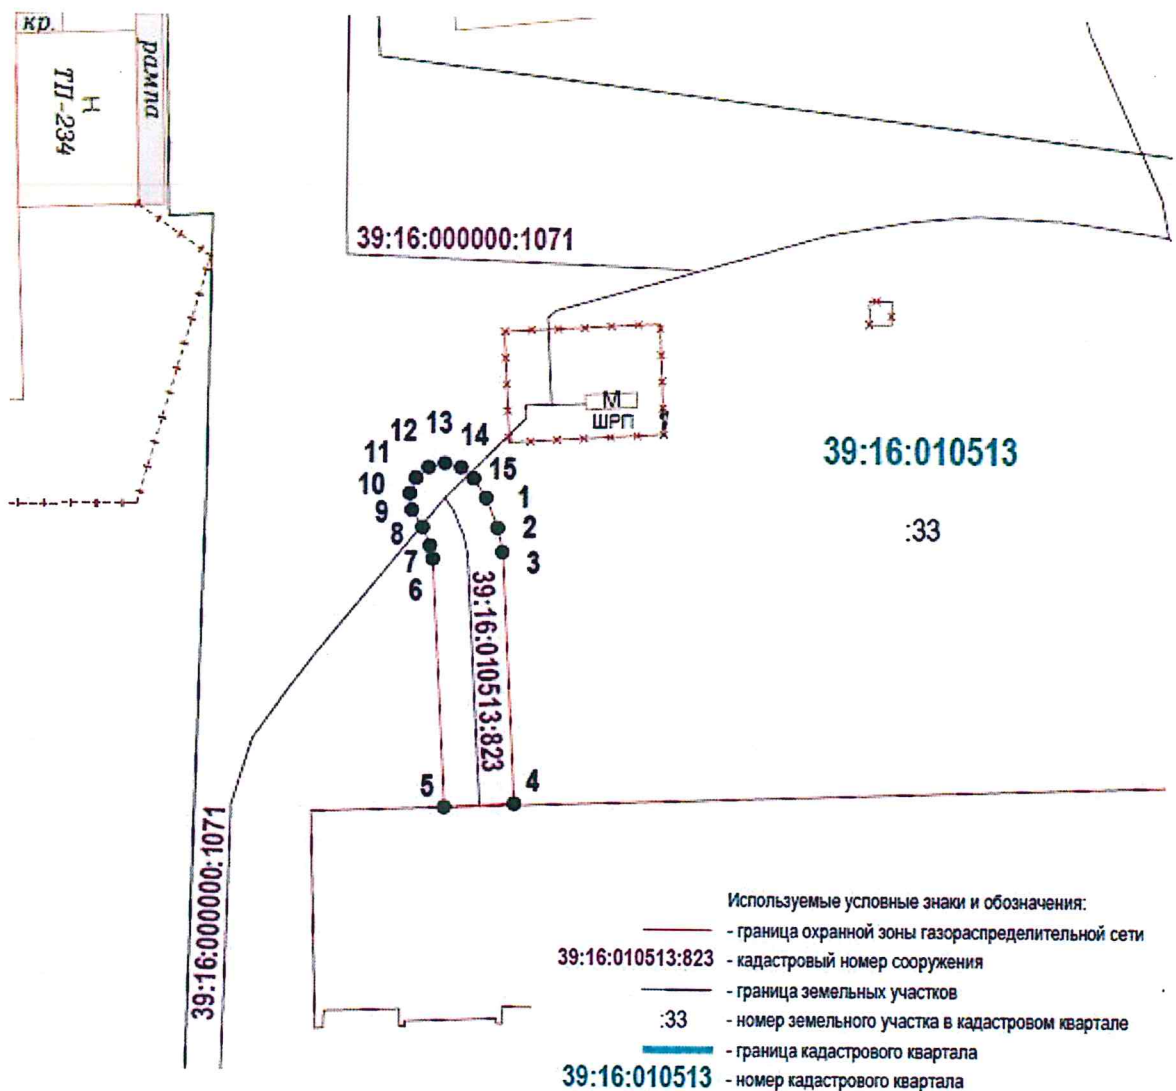 кр.
рампа
Н
ТП-234
39:16:000000:1071
М
ШРП
39:16:010513
:33
13
12
14
11
15
10
1
9
2
8
3
7
6
39:16:010513:823
5
4
39:16:000000:1071
Используемые условные знаки и обозначения:
- граница охранной зоны газораспределительной сети
39:16:010513:823 - кадастровый номер сооружения
- граница земельных участков
:33 - номер земельного участка в кадастровом квартале
- граница кадастрового квартала
39:16:010513 - номер кадастрового квартала